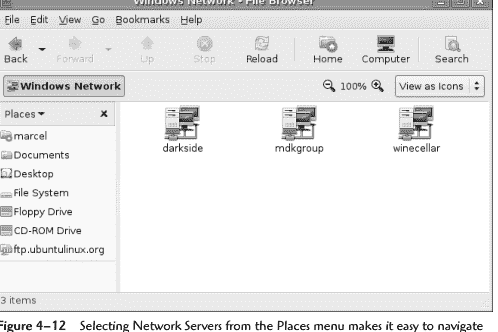 Windows Network - File Browser
File Edit View Go Bookmarks Help
Back Forward Up Stop Reload Home Computer Search
Windows Network 100% View as Icons
Places x
marcel
Documents
Desktop
File System
Floppy Drive
CD-ROM Drive
ftp.ubuntulinux.org
darkside mdkgroup winecellar
3 items
Figure 4–12 Selecting Network Servers from the Places menu makes it easy to navigate